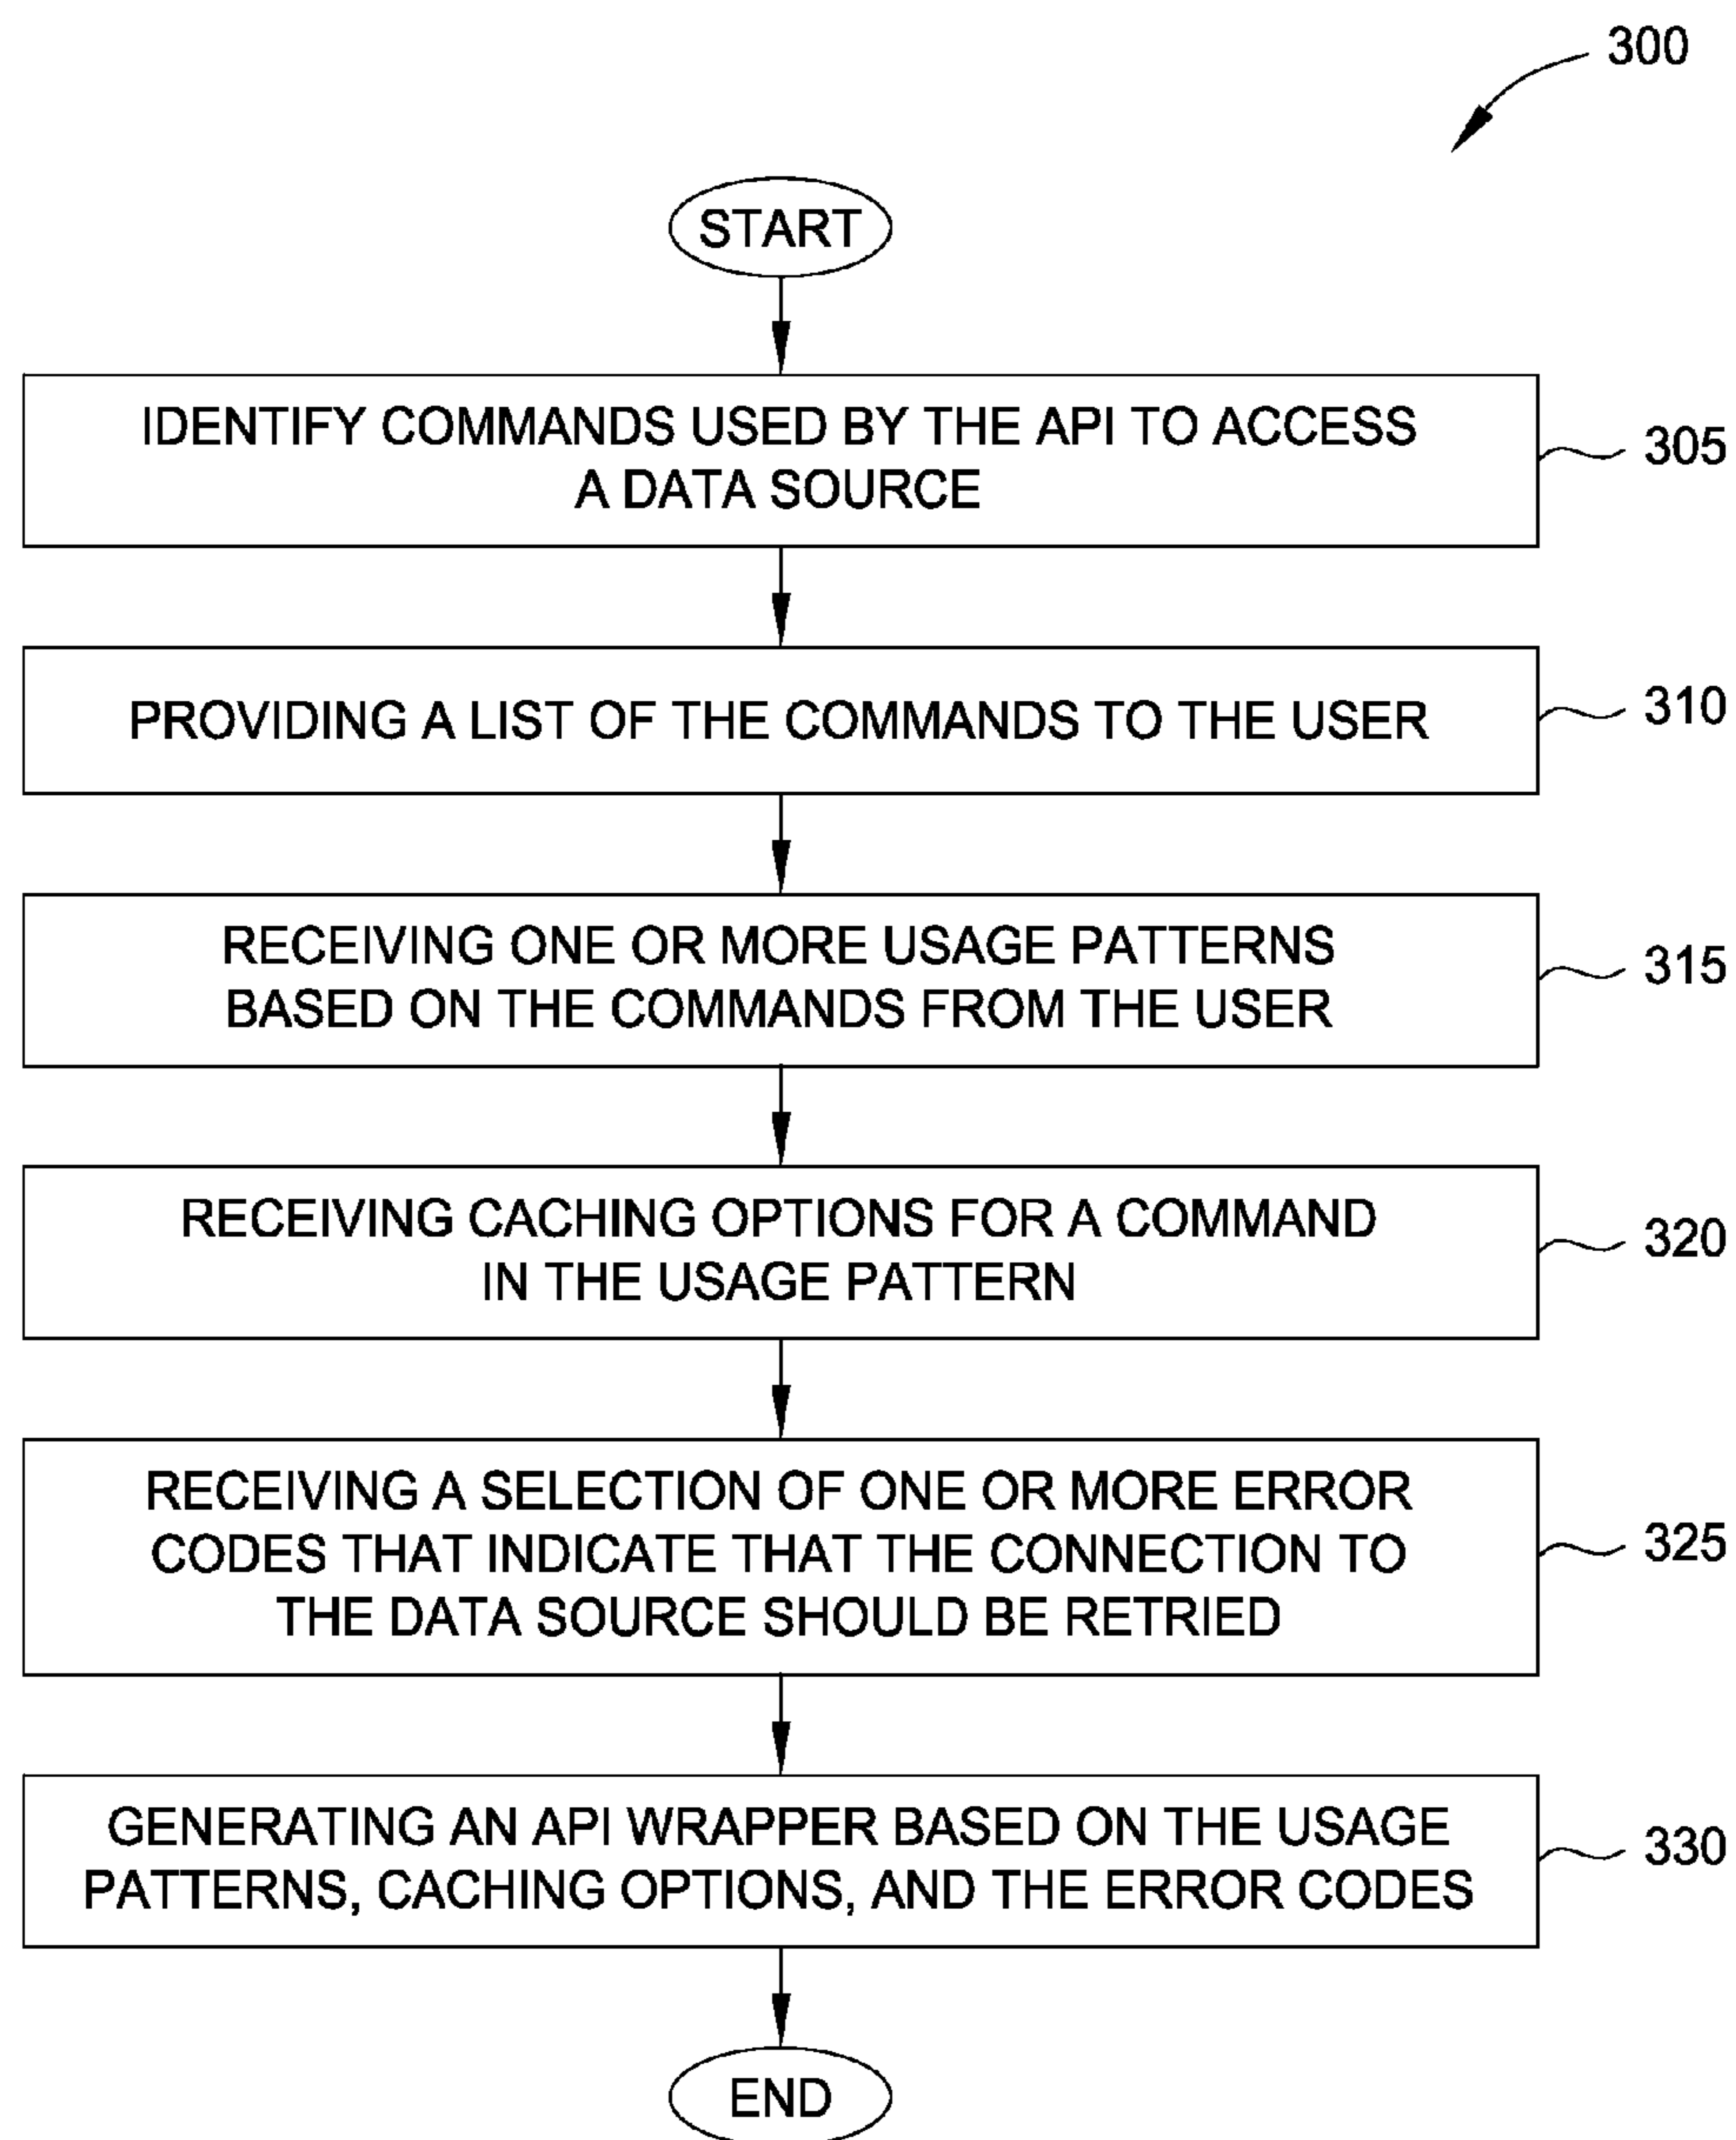 300
START
IDENTIFY COMMANDS USED BY THE API TO ACCESS
A DATA SOURCE
305
PROVIDING A LIST OF THE COMMANDS TO THE USER
310
RECEIVING ONE OR MORE USAGE PATTERNS
BASED ON THE COMMANDS FROM THE USER
315
RECEIVING CACHING OPTIONS FOR A COMMAND
IN THE USAGE PATTERN
320
RECEIVING A SELECTION OF ONE OR MORE ERROR
CODES THAT INDICATE THAT THE CONNECTION TO
THE DATA SOURCE SHOULD BE RETRIED
325
GENERATING AN API WRAPPER BASED ON THE USAGE
PATTERNS, CACHING OPTIONS, AND THE ERROR CODES
330
END